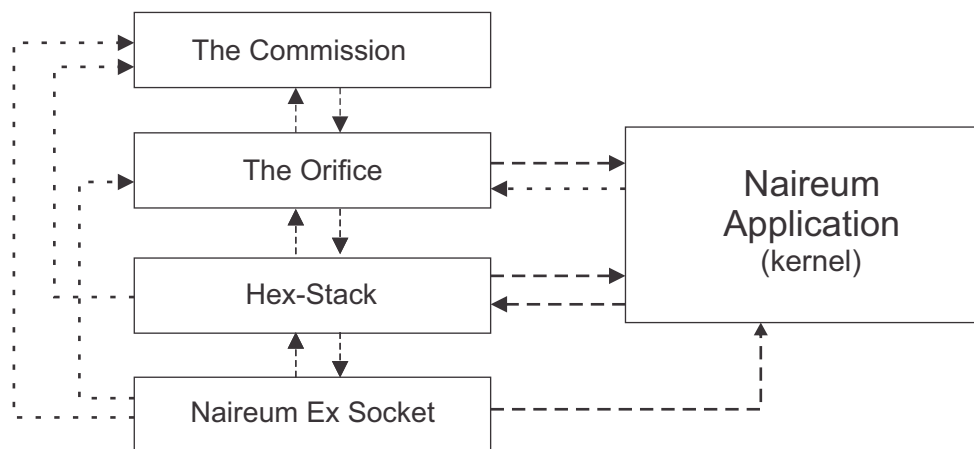 The Commission
The Orifice
Naireum
Application
(kernel)
Hex-Stack
Naireum Ex Socket